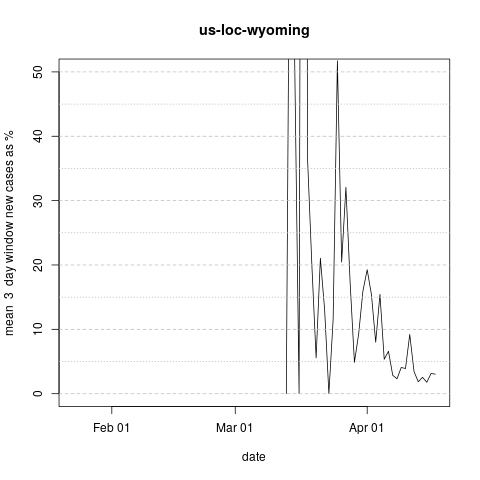 us-loc-wyoming
mean 3 day window new cases as %
50
40
30
20
10
0
Feb 01
Mar 01
Apr 01
date